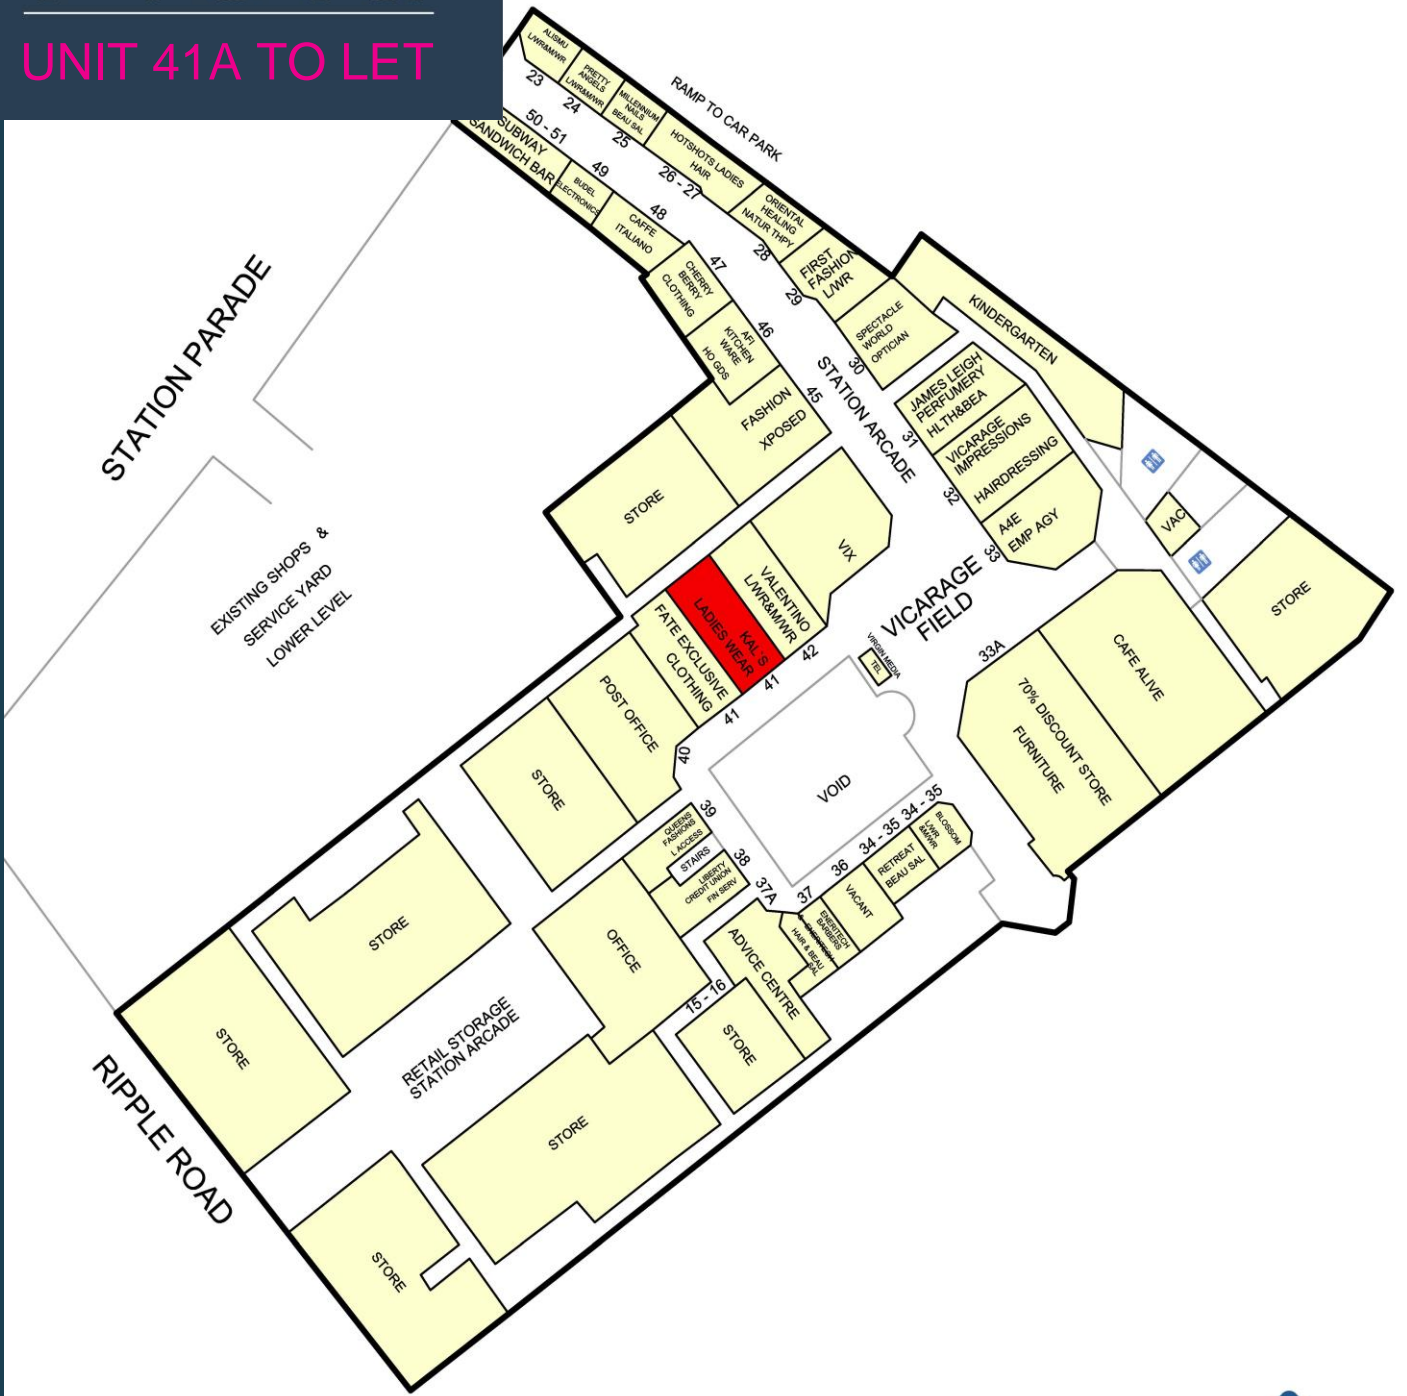 UNIT 41A TO LET
ALISMU
L/WR&M/WR
23
PRETTY
ANGELS
L/WR&M/WR
24
MILLENNIUM
NAILS
BEAU SAL
25
RAMP TO CAR PARK
HOTSHOTS LADIES
HAIR
26 - 27
50 - 51
SUBWAY
SANDWICH BAR
49
BUDEL
ELECTRONICS
48
CAFFE
ITALIANO
ORIENTAL
HEALING
NATUR THPY
28
FIRST
FASHION
L/WR
29
47
CHERRY
BERRY
CLOTHING
46
AFI
KITCHEN
WARE
HO GDS
SPECTACLE
WORLD
OPTICIAN
30
KINDERGARTEN
STATION PARADE
STATION ARCADE
45
FASHION
XPOSED
JAMES LEIGH
PERFUMERY
HLTH&BEA
31
VICARAGE
IMPRESSIONS
HAIRDRESSING
32
A4E
EMP AGY
33
VAC
STORE
STORE
VIX
EXISTING SHOPS &
SERVICE YARD
LOWER LEVEL
VALENTINO
L/WR&M/WR
42
KAL'S
LADIES WEAR
41
FATE EXCLUSIVE
CLOTHING
41
VICARAGE
FIELD
VIRGIN MEDIA
TEL
33A
CAFE ALIVE
70% DISCOUNT STORE
FURNITURE
POST OFFICE
40
STORE
VOID
39
QUEENS
FASHIONS
L ACCESS
STAIRS
38
LIBERTY
CREDIT UNION
FIN SERV
37A
37
36
34 - 35
34 - 35
BLOSSOM
L/WR
&M/WR
RETREAT
BEAU SAL
VACANT
ENERITECH
BARBERS
HAIR & BEAU
SAL
ADVICE CENTRE
OFFICE
STORE
15 - 16
STORE
STORE
RETAIL STORAGE
STATION ARCADE
STORE
RIPPLE ROAD
STORE